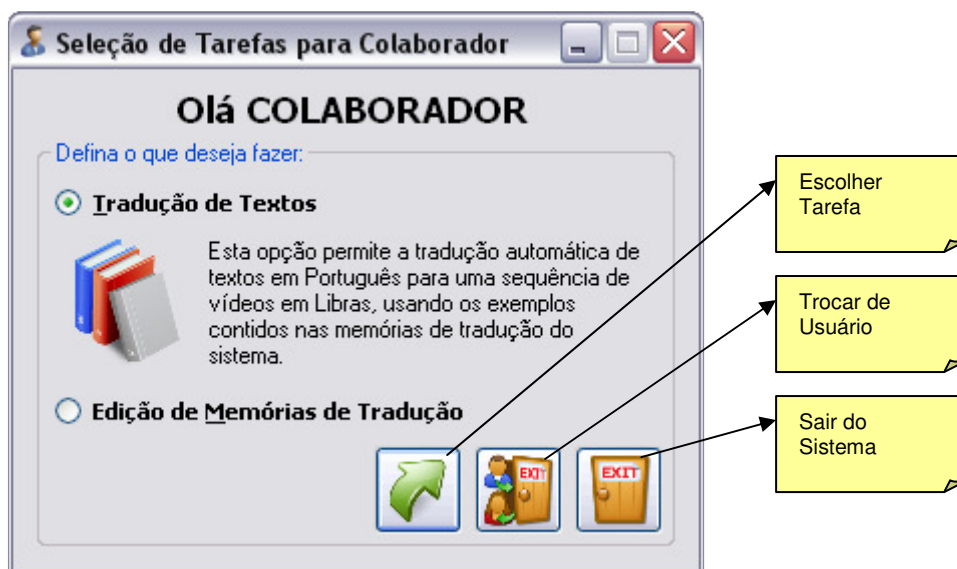 Seleção de Tarefas para Colaborador
Olá COLABORADOR
Defina o que deseja fazer:
Tradução de Textos
Esta opção permite a tradução automática de
textos em Português para uma sequência de
vídeos em Libras, usando os exemplos
contidos nas memórias de tradução do
sistema.
Edição de Memórias de Tradução
EXIT
EXIT
Escolher
Tarefa
Trocar de
Usuário
Sair do
Sistema